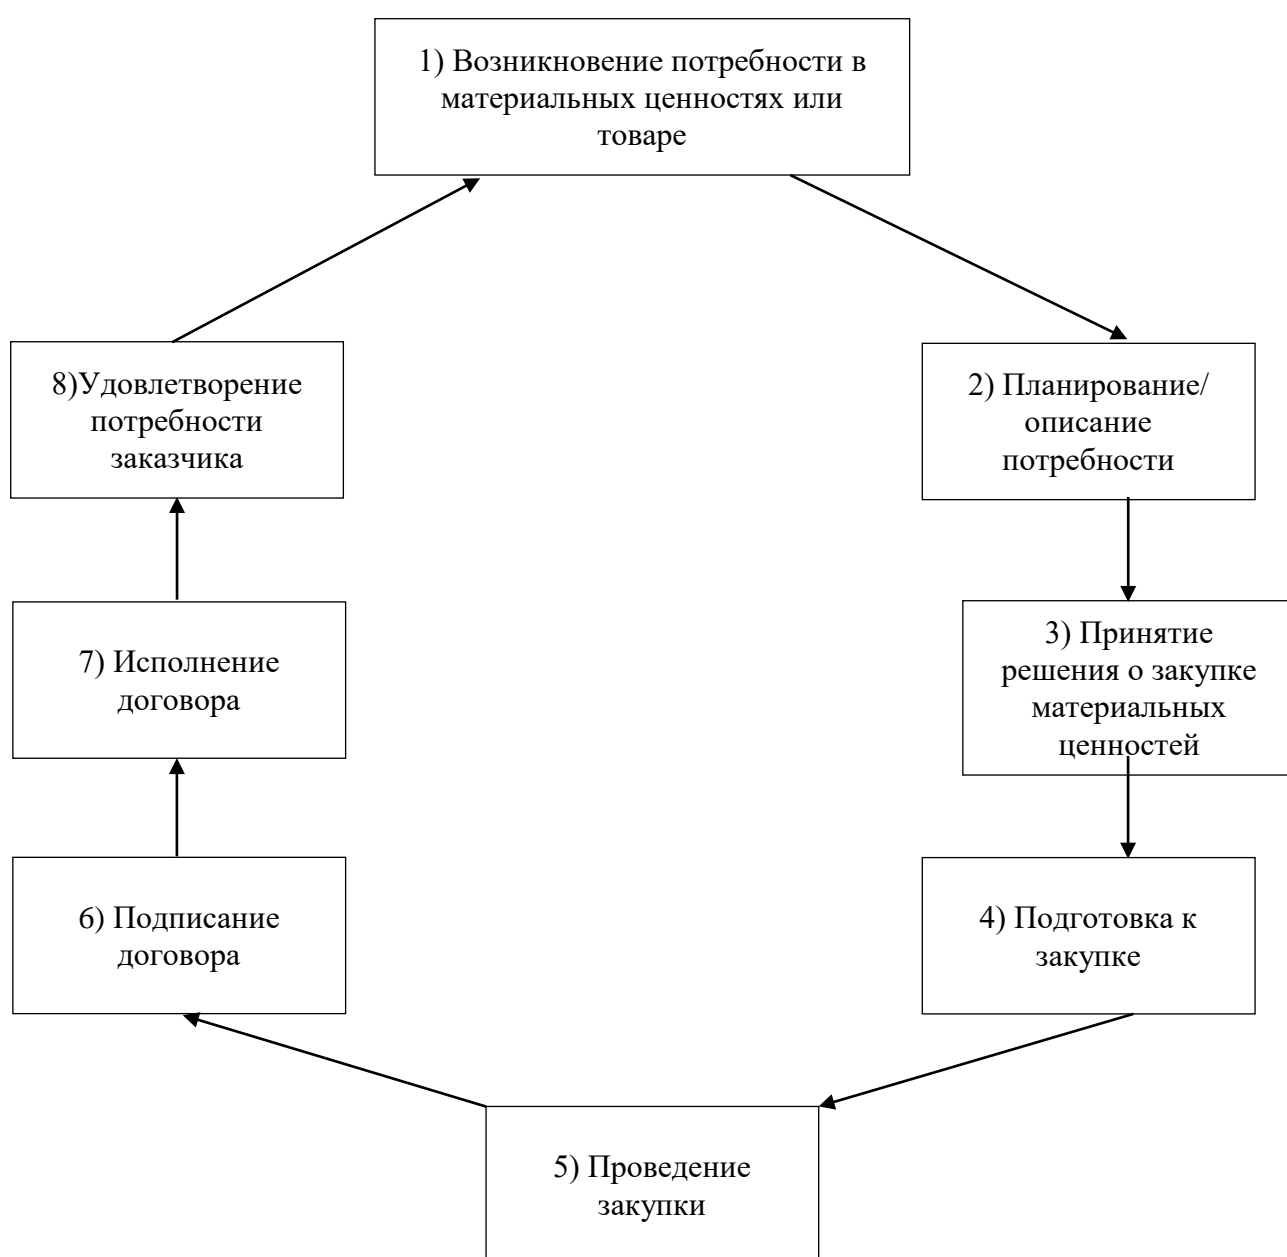 1) Возникновение потребности в
материальных ценностях или
товаре
2) Планирование/
описание
потребности
3) Принятие
решения о закупке
материальных
ценностей
4) Подготовка к
закупке
5) Проведение
закупки
6) Подписание
договора
7) Исполнение
договора
8)Удовлетворение
потребности
заказчика